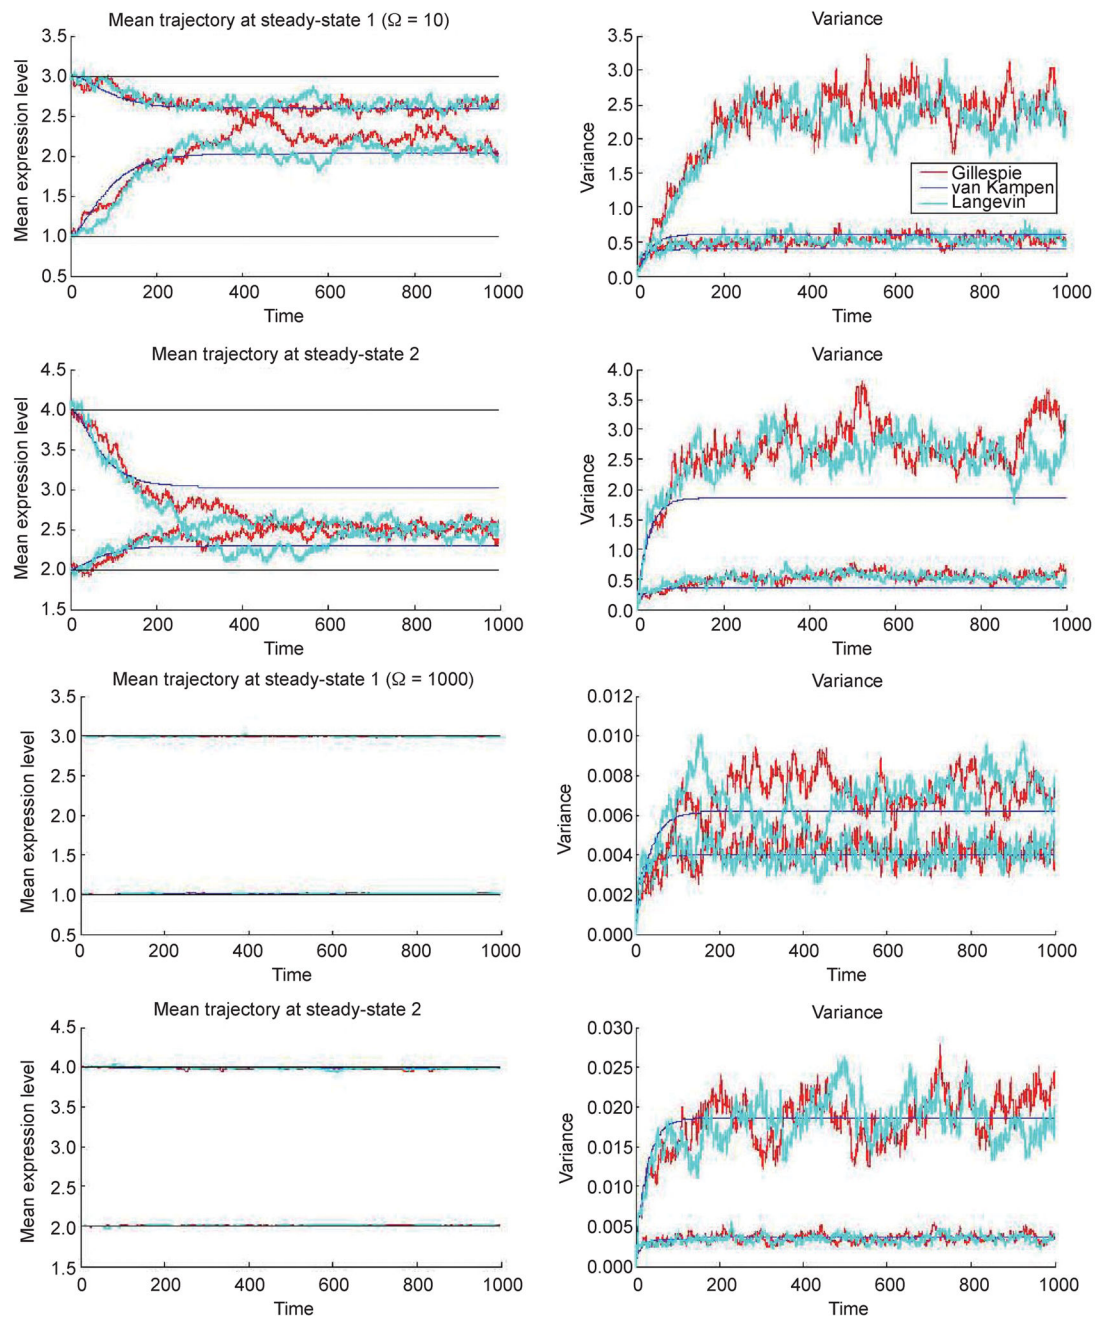 Mean trajectory at steady-state 1 (Ω = 10)
Mean expression level
3.5
3.0
2.5
2.0
1.5
1.0
0.5
0 200 400 600 800 1000
Time
Variance
Variance
3.5
3.0
2.5
2.0
1.5
1.0
0.5
0.0
Gillespie
van Kampen
Langevin
0 200 400 600 800 1000
Time
Mean trajectory at steady-state 2
Mean expression level
4.5
4.0
3.5
3.0
2.5
2.0
1.5
0 200 400 600 800 1000
Time
Variance
Variance
4.0
3.5
3.0
2.5
2.0
1.5
1.0
0.5
0.0
0 200 400 600 800 1000
Time
Mean trajectory at steady-state 1 (Ω = 1000)
Mean expression level
3.5
3.0
2.5
2.0
1.5
1.0
0.5
0 200 400 600 800 1000
Time
Variance
Variance
0.012
0.010
0.008
0.006
0.004
0.002
0.000
0 200 400 600 800 1000
Time
Mean trajectory at steady-state 2
Mean expression level
4.5
4.0
3.5
3.0
2.5
2.0
1.5
0 200 400 600 800 1000
Time
Variance
Variance
0.030
0.025
0.020
0.015
0.010
0.005
0.000
0 200 400 600 800 1000
Time